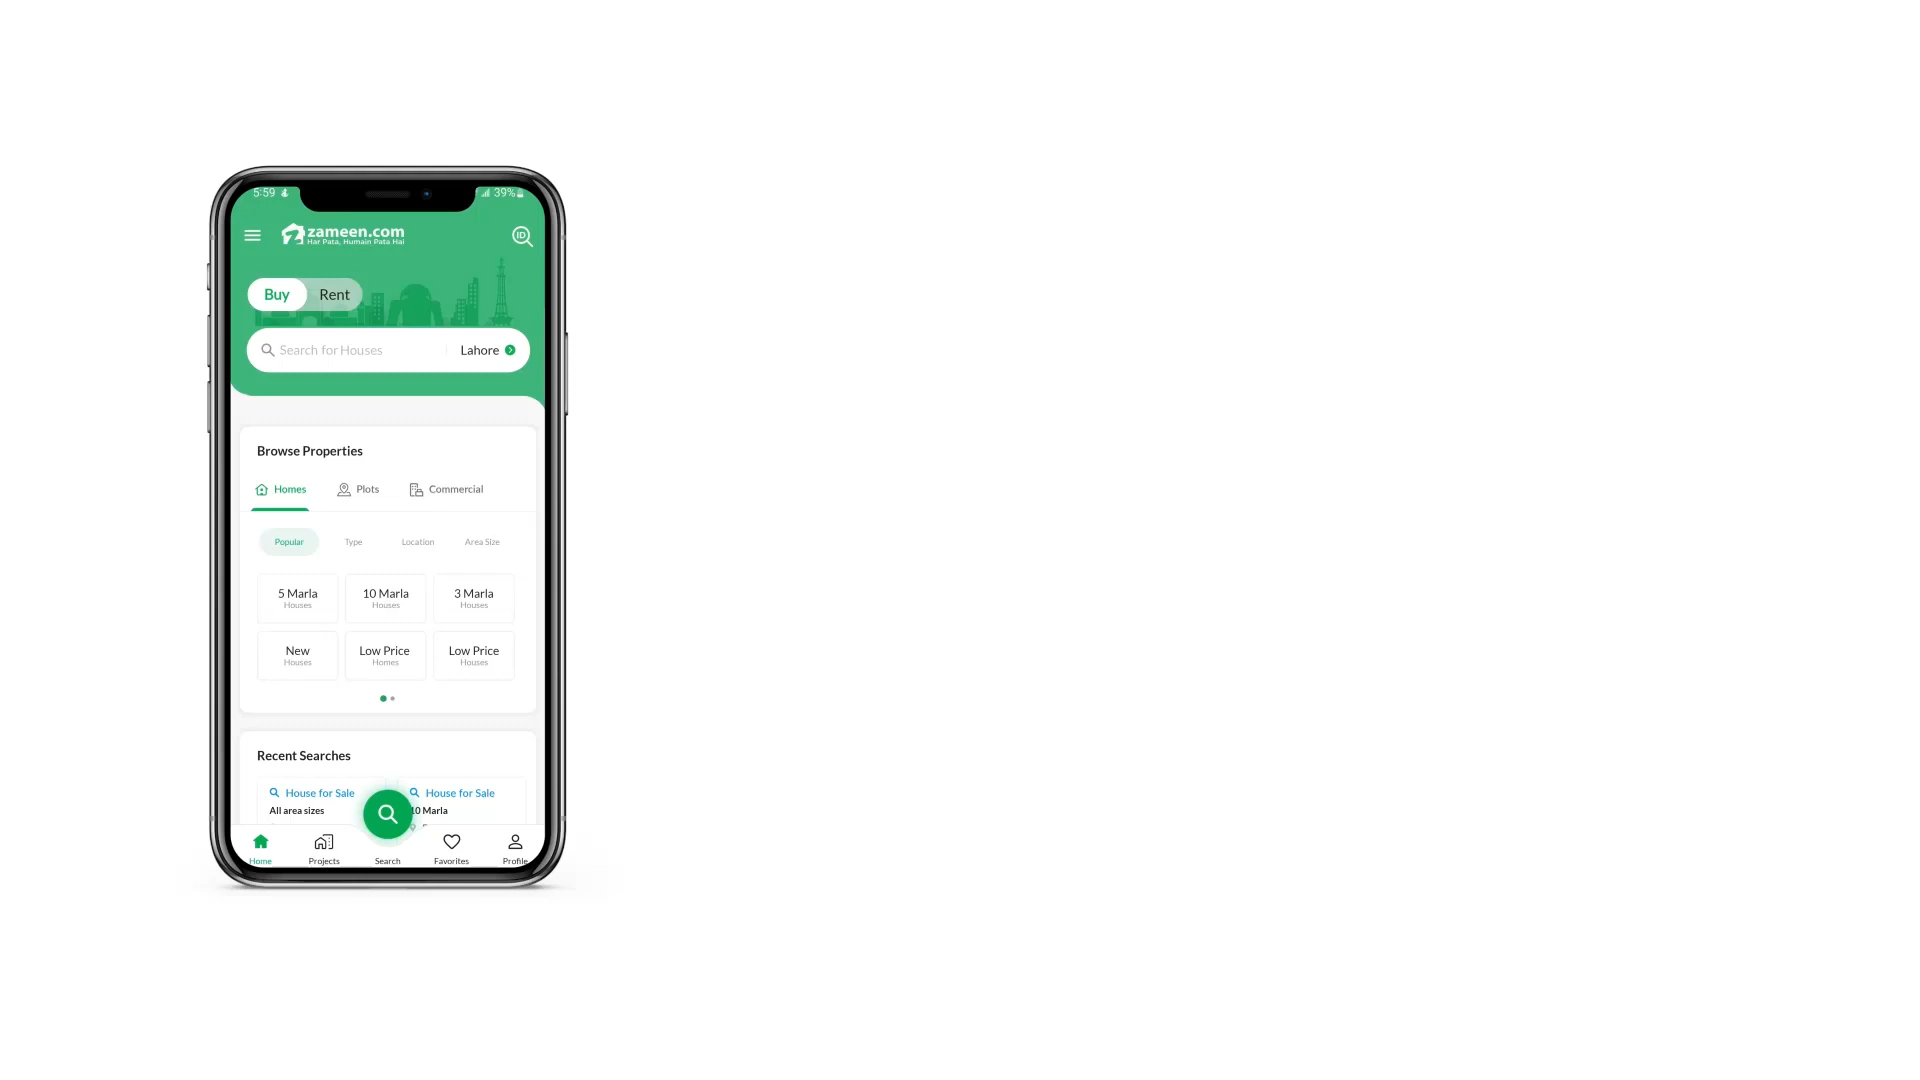 5:59
39%
zameen.com
Har Pata, Humain Pata Hai
ID
Buy Rent
Search for Houses
Lahore
Browse Properties
Homes Plots Commercial
Popular Type Location Area Size
5 Marla
Houses
10 Marla
Houses
3 Marla
Houses
New
Houses
Low Price
Homes
Low Price
Houses
Recent Searches
House for Sale
All area sizes
House for Sale
10 Marla
Home Projects Search Favorites Profile